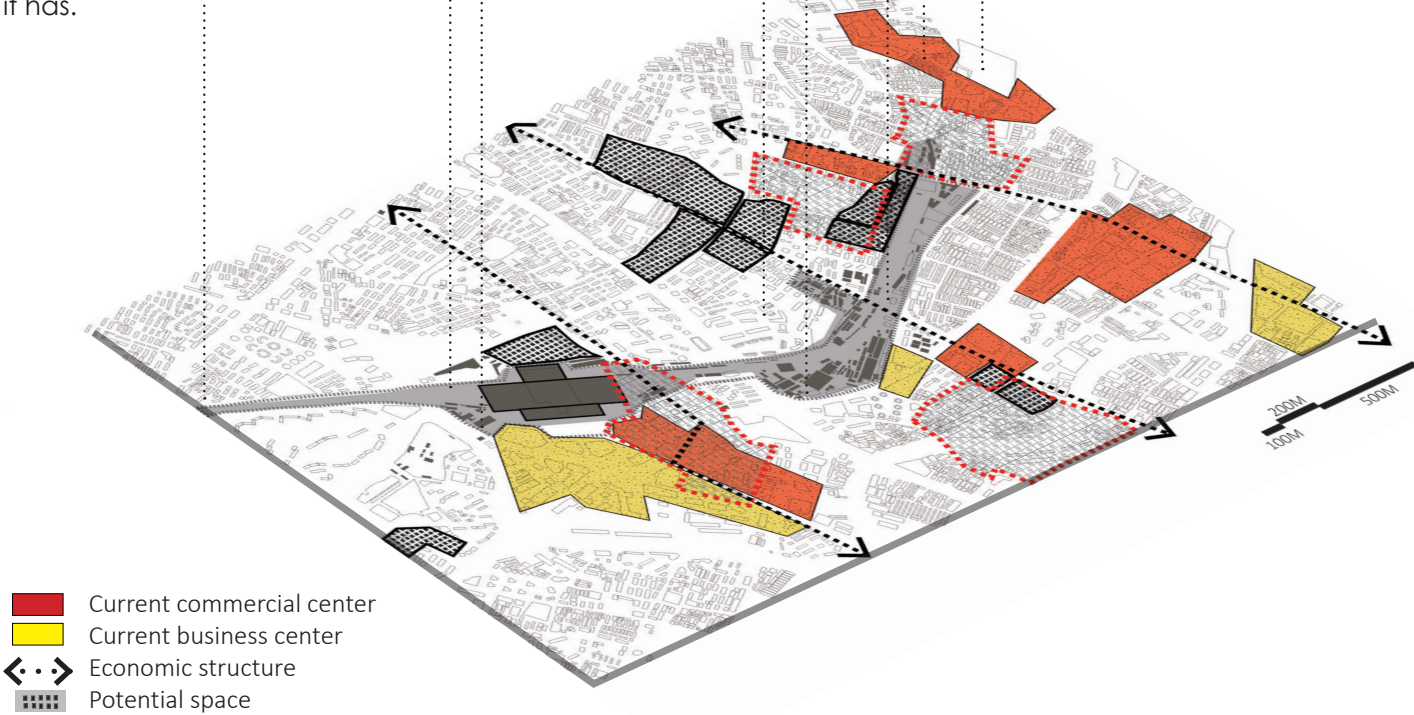 it has.
200M
500M
100M
Current commercial center
Current business center
Economic structure
Potential space